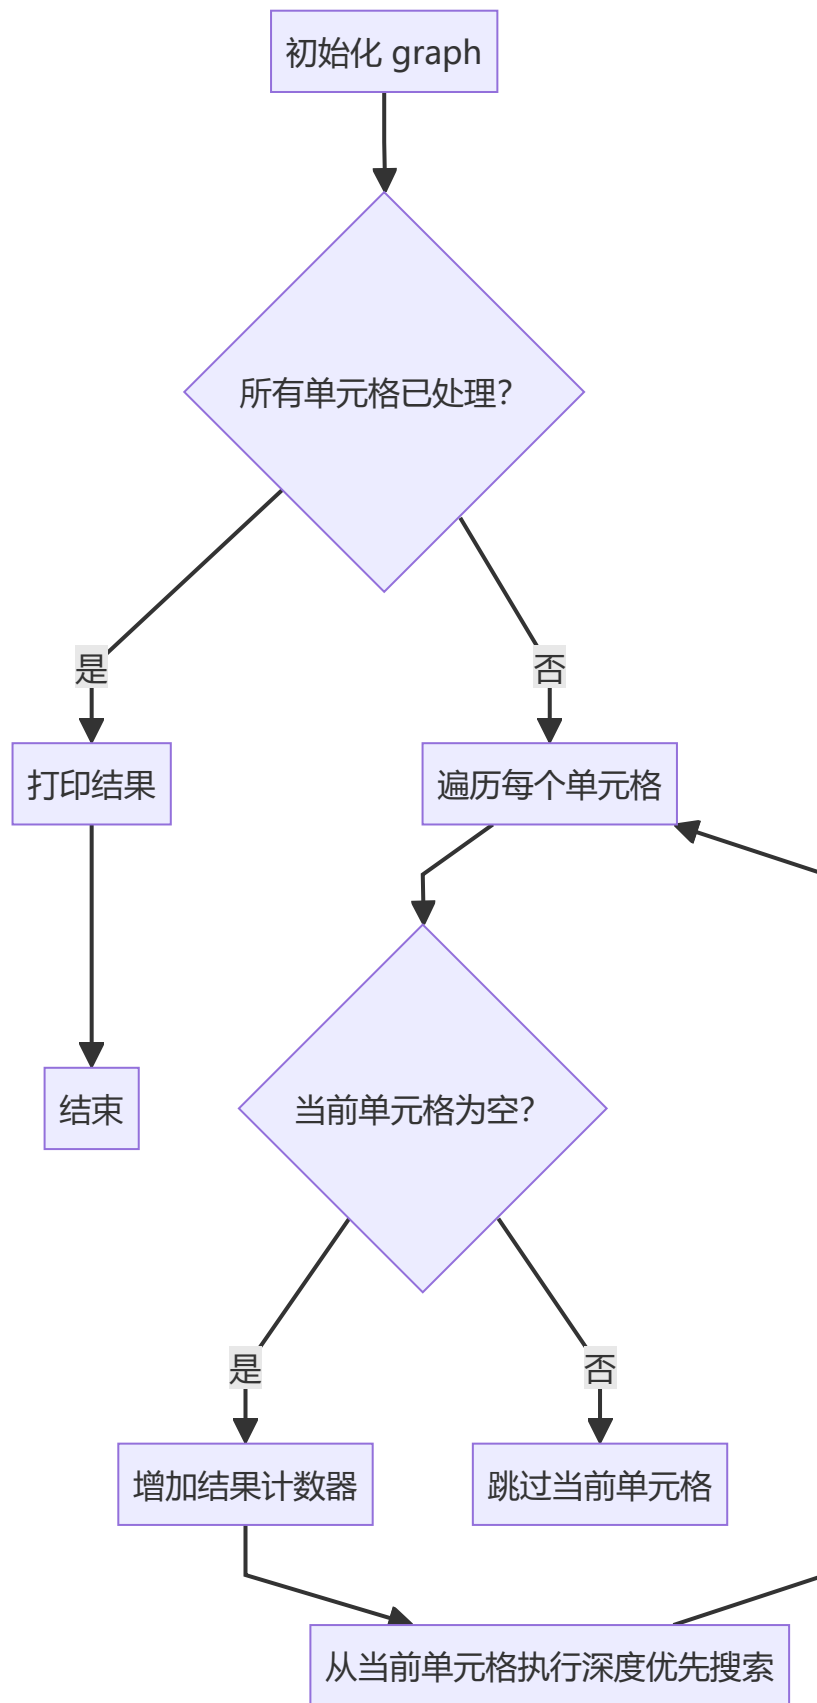 初始化 graph
所有单元格已处理？
是
否
打印结果
遍历每个单元格
结束
当前单元格为空？
是
否
增加结果计数器
跳过当前单元格
从当前单元格执行深度优先搜索